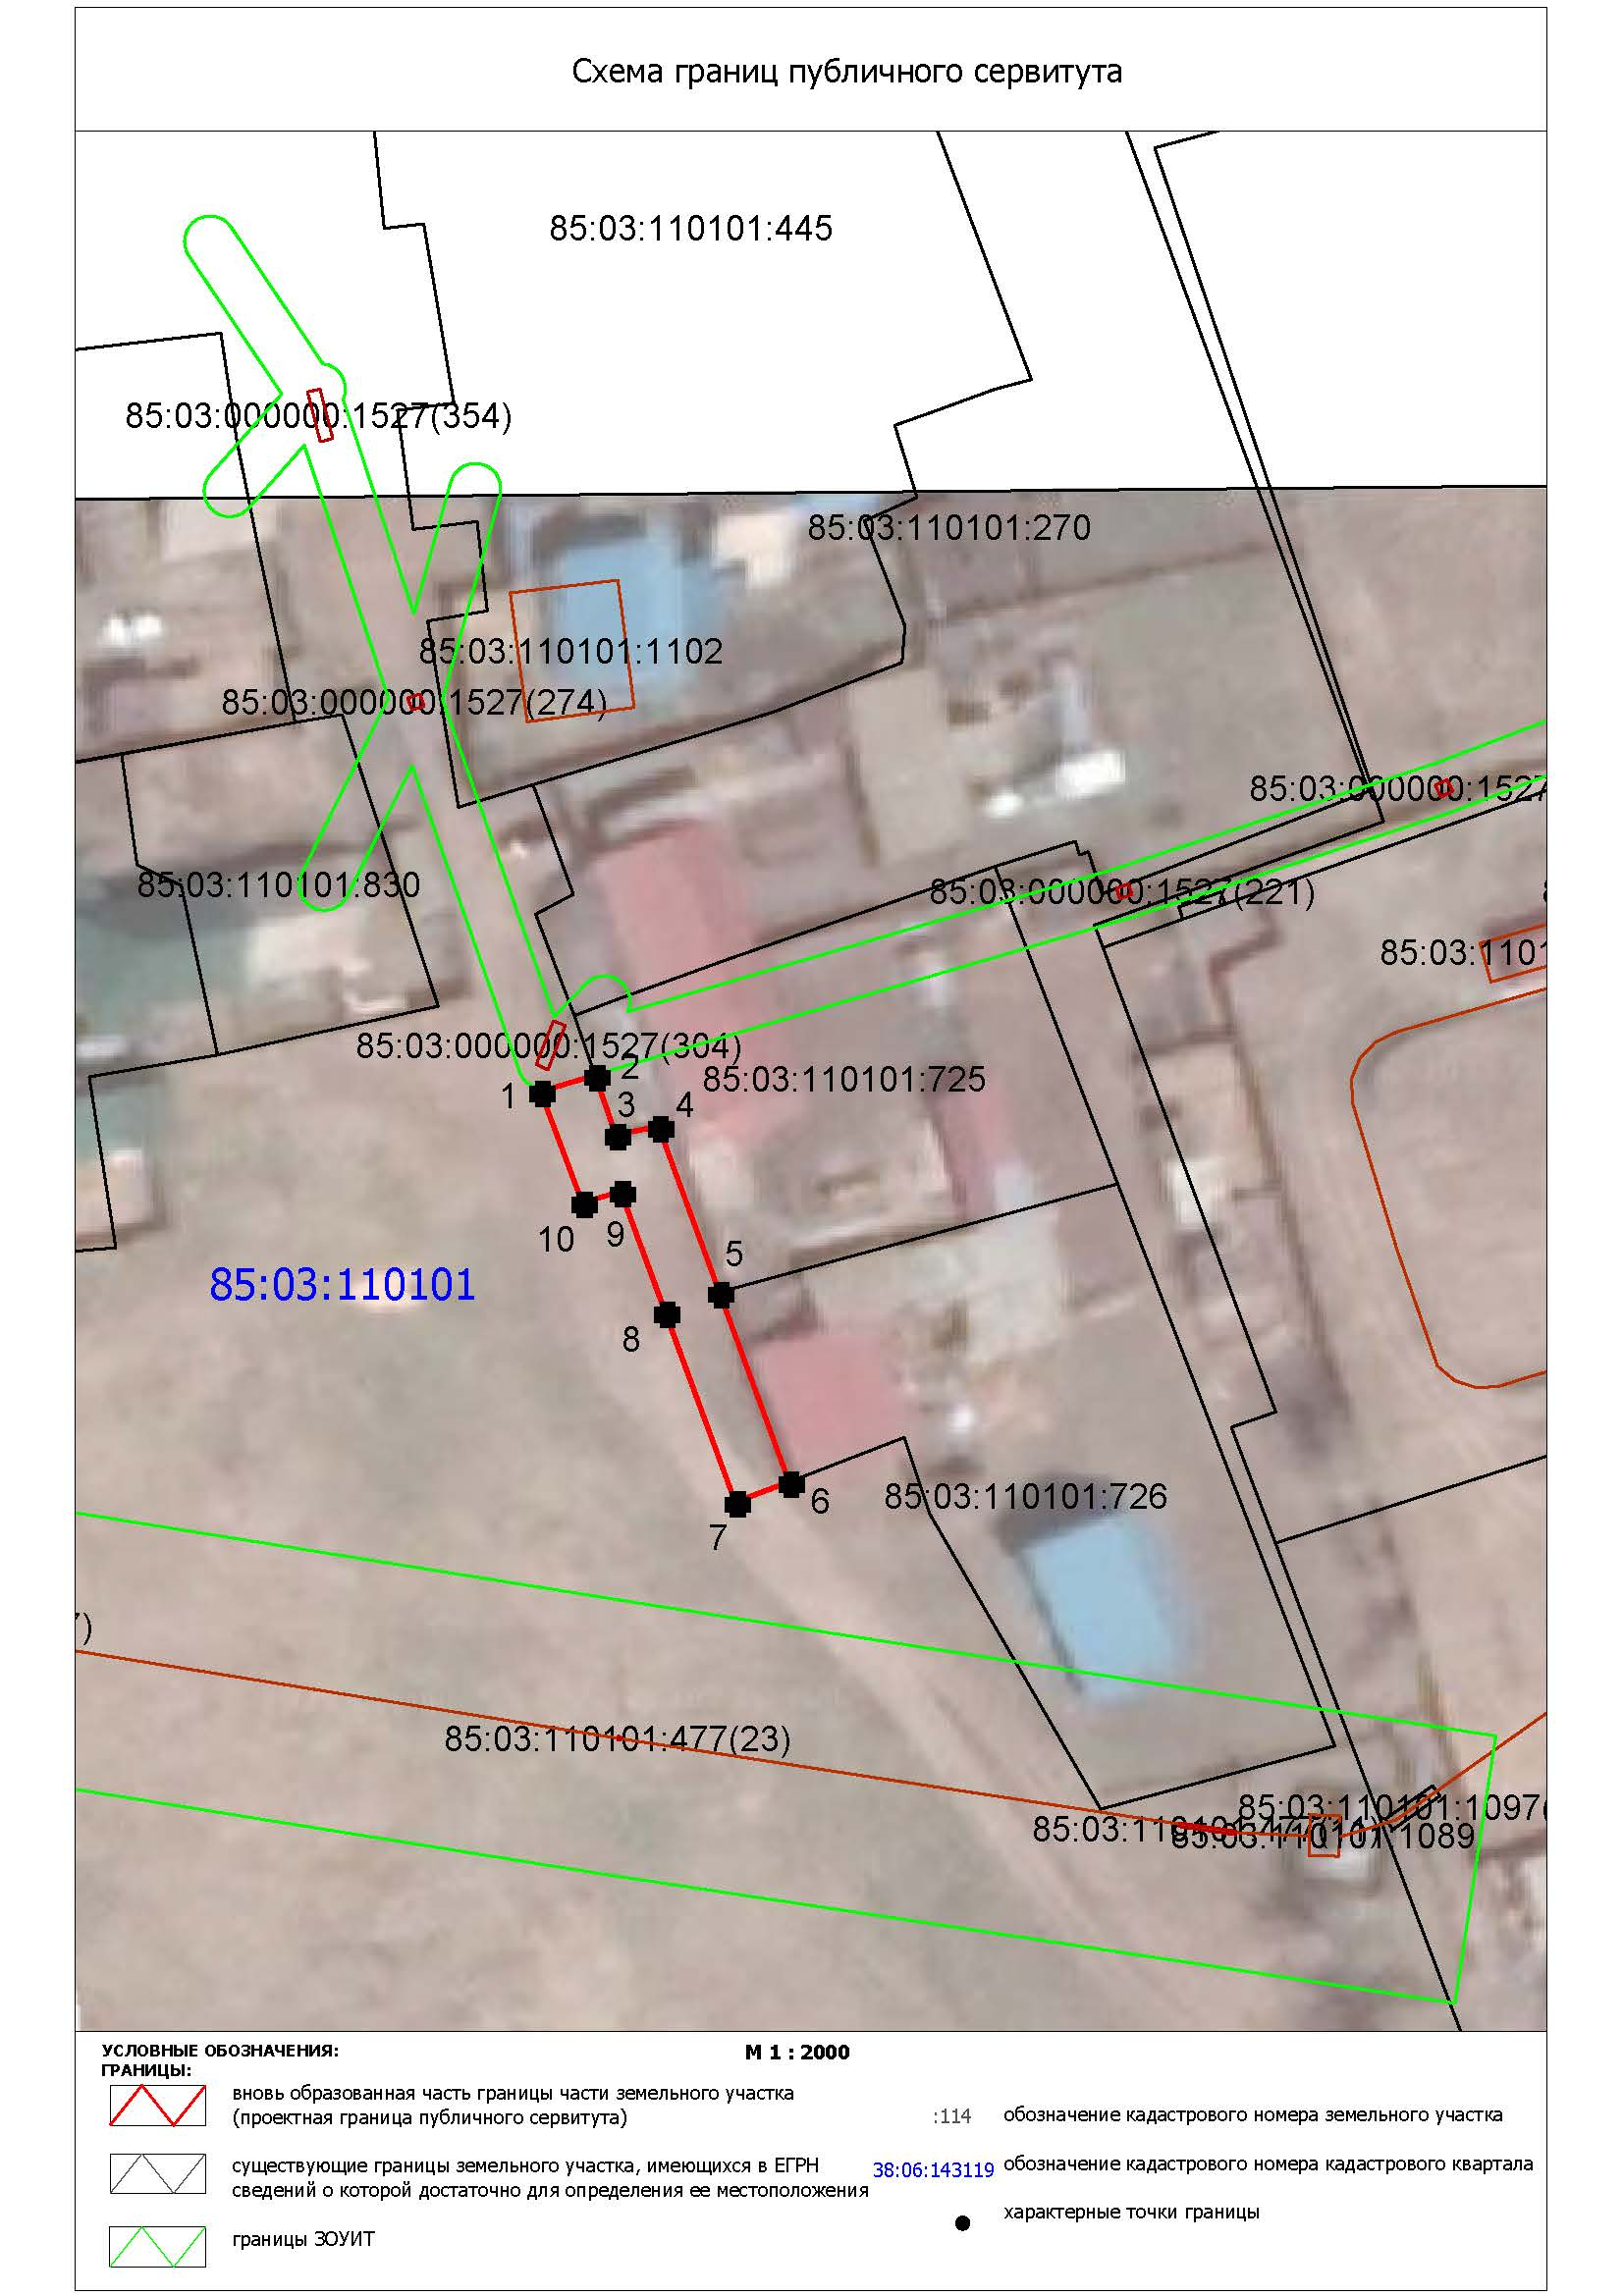 Схема границ публичного сервитута
85:03:110101:445
85:03:000000:1527(354)
85:03:110101:270
85:03:110101:1102
85:03:000000:1527(274)
85:03:000000:1527
85:03:110101:830
85:03:000000:1527(221)
85:03:1101
85:03:000000:1527(304)
85:03:110101:725
1
2
3
4
5
6
7
8
9
10
85:03:110101
85:03:110101:726
85:03:110101:477(23)
85:03:110101:1097(
85:03:110101:1089
УСЛОВНЫЕ ОБОЗНАЧЕНИЯ:
ГРАНИЦЫ:
М 1 : 2000
вновь образованная часть границы части земельного участка
(проектная граница публичного сервитута)
существующие границы земельного участка, имеющихся в ЕГРН
сведений о которой достаточно для определения ее местоположения
границы ЗОУИТ
:114 обозначение кадастрового номера земельного участка
38:06:143119 обозначение кадастрового номера кадастрового квартала
характерные точки границы